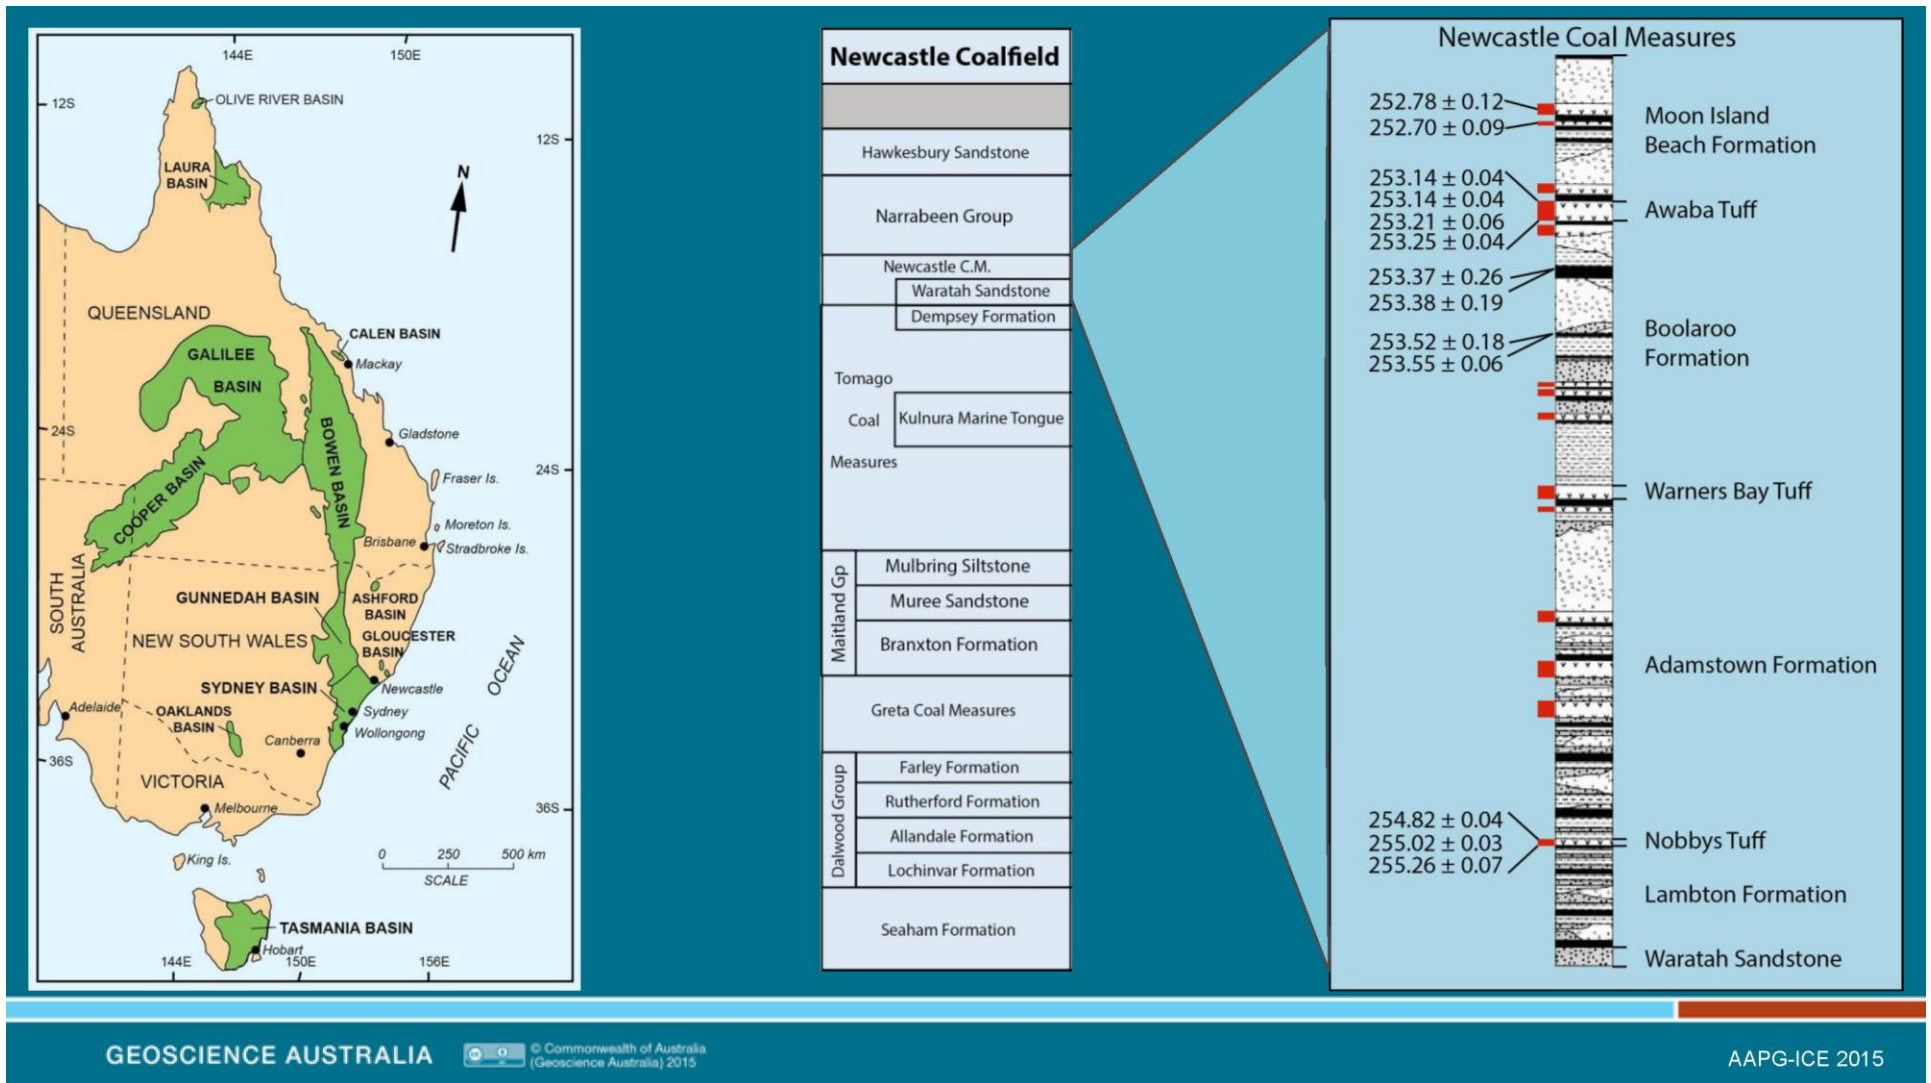 144E
150E
12S
OLIVE RIVER BASIN
12S
LAURA
BASIN
N
QUEENSLAND
CALEN BASIN
Mackay
GALILEE
BASIN
BOWEN BASIN
Gladstone
24S
24S
COOPER BASIN
Fraser Is.
Moreton Is.
Brisbane
Stradbroke Is.
SOUTH
AUSTRALIA
GUNNEDAH BASIN
ASHFORD
BASIN
NEW SOUTH WALES
GLOUCESTER
BASIN
SYDNEY BASIN
Newcastle
Adelaide
OAKLANDS
BASIN
Sydney
Wollongong
Canberra
PACIFIC OCEAN
36S
VICTORIA
36S
Melbourne
King Is.
0 250 500 km
SCALE
TASMANIA BASIN
Hobart
144E
150E
156E
Newcastle Coalfield
Hawkesbury Sandstone
Narrabeen Group
Newcastle C.M.
Waratah Sandstone
Dempsey Formation
Tomago
Coal
Kulnura Marine Tongue
Measures
Maitland Gp
Mulbring Siltstone
Muree Sandstone
Branxton Formation
Greta Coal Measures
Dalwood Group
Farley Formation
Rutherford Formation
Allandale Formation
Lochinvar Formation
Seaham Formation
Newcastle Coal Measures
252.78 ± 0.12
252.70 ± 0.09
Moon Island
Beach Formation
253.14 ± 0.04
253.14 ± 0.04
253.21 ± 0.06
253.25 ± 0.04
Awaba Tuff
253.37 ± 0.26
253.38 ± 0.19
253.52 ± 0.18
253.55 ± 0.06
Boolaroo
Formation
Warners Bay Tuff
Adamstown Formation
254.82 ± 0.04
255.02 ± 0.03
255.26 ± 0.07
Nobbys Tuff
Lambton Formation
Waratah Sandstone
GEOSCIENCE AUSTRALIA
© Commonwealth of Australia
(Geoscience Australia) 2015
AAPG-ICE 2015